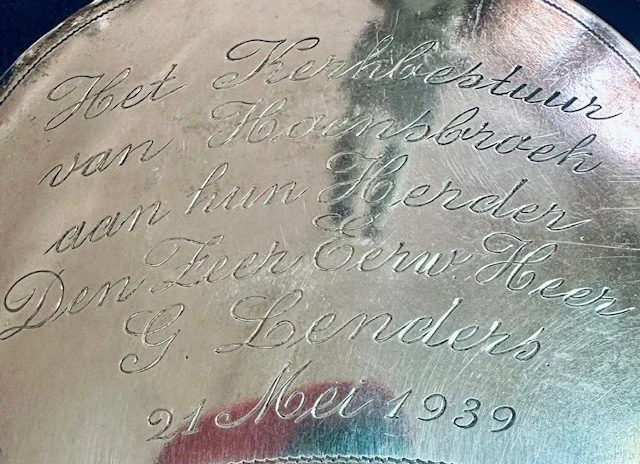 Het Kerkbestuur
van Hoensbroek
aan hun Herder
Den Zeer Eerw. Heer
G. Lenders
21 Mei 1939